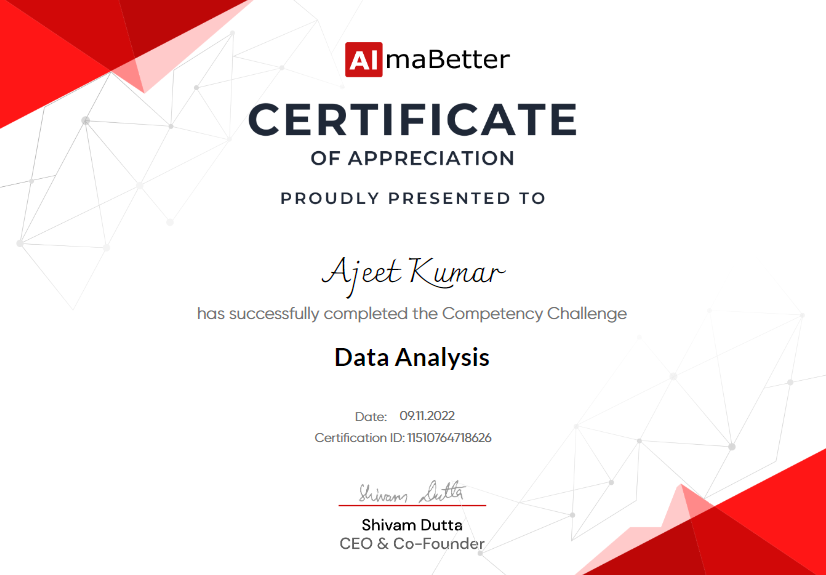 AlmaBetter
CERTIFICATE
OF APPRECIATION
PROUDLY PRESENTED TO
Ajeet Kumar
has successfully completed the Competency Challenge
Data Analysis
Date: 09.11.2022
Certification ID: 11510764718626
Shivam Dutta
Shivam Dutta
CEO & Co-Founder